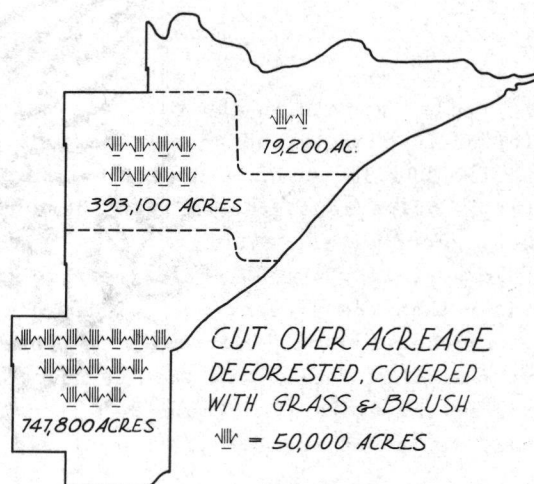 79,200 AC.
393,100 ACRES
747,800 ACRES
CUT OVER ACREAGE
DEFORESTED, COVERED
WITH GRASS & BRUSH
= 50,000 ACRES